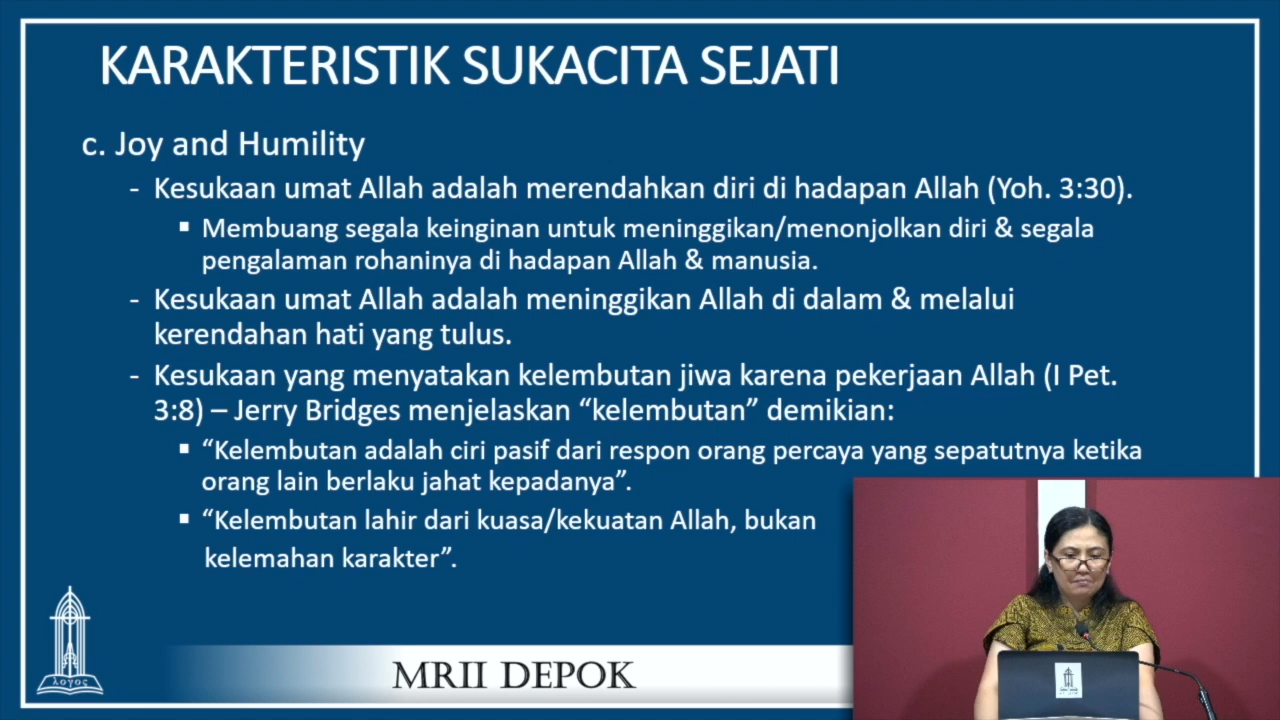 KARAKTERISTIK SUKACITA SEJATI
c. Joy and Humility
- Kesukaan umat Allah adalah merendahkan diri di hadapan Allah (Yoh. 3:30).
▪ Membuang segala keinginan untuk meninggikan/menonjolkan diri & segala
pengalaman rohaninya di hadapan Allah & manusia.
- Kesukaan umat Allah adalah meninggikan Allah di dalam & melalui
kerendahan hati yang tulus.
- Kesukaan yang menyatakan kelembutan jiwa karena pekerjaan Allah (I Pet.
3:8) – Jerry Bridges menjelaskan “kelembutan” demikian:
▪ “Kelembutan adalah ciri pasif dari respon orang percaya yang sepatutnya ketika
orang lain berlaku jahat kepadanya”.
▪ “Kelembutan lahir dari kuasa/kekuatan Allah, bukan
kelemahan karakter”.
λογος
MRII DEPOK